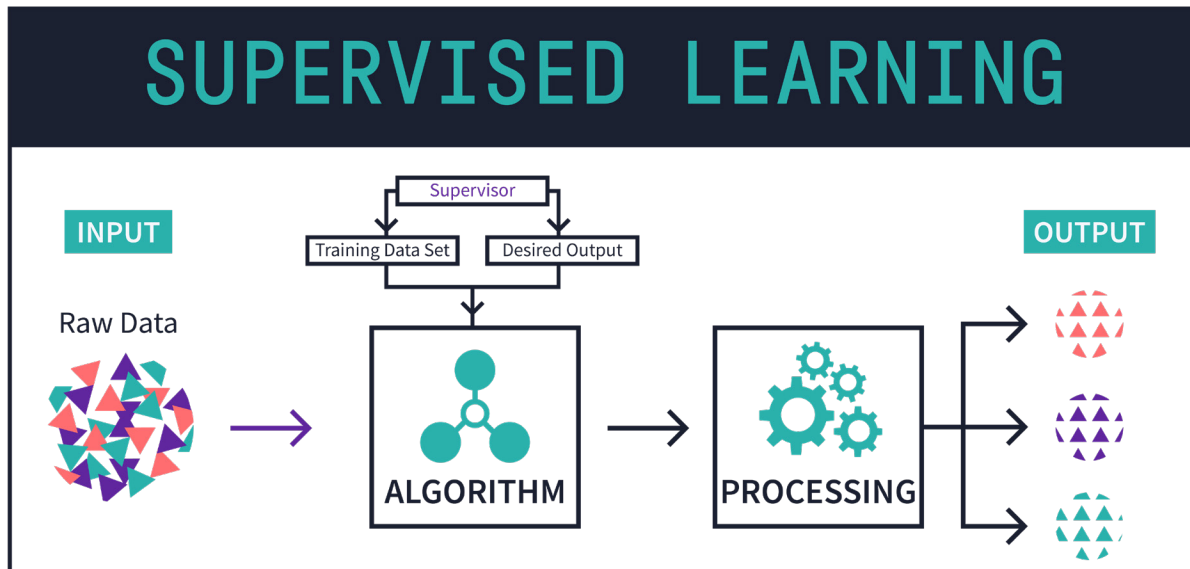 SUPERVISED LEARNING
Supervisor
INPUT
Training Data Set
Desired Output
OUTPUT
Raw Data
ALGORITHM
PROCESSING